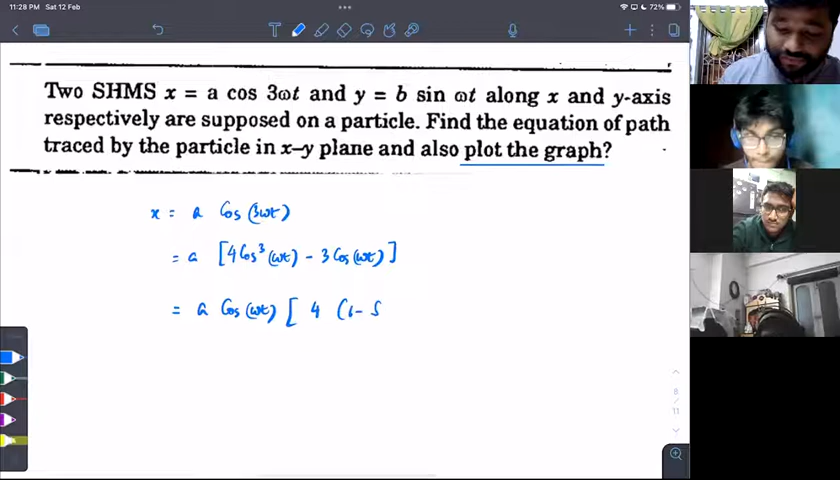 11:28 PM Sat 12 Feb
72%
Two SHMS x = a cos 3ωt and y = b sin ωt along x and y-axis
respectively are supposed on a particle. Find the equation of path
traced by the particle in x–y plane and also plot the graph?
x = a Cos (3ωt)
= a [4Cos³(ωt) - 3Cos(ωt)]
= a Cos(ωt) [ 4 (1- S
8
11